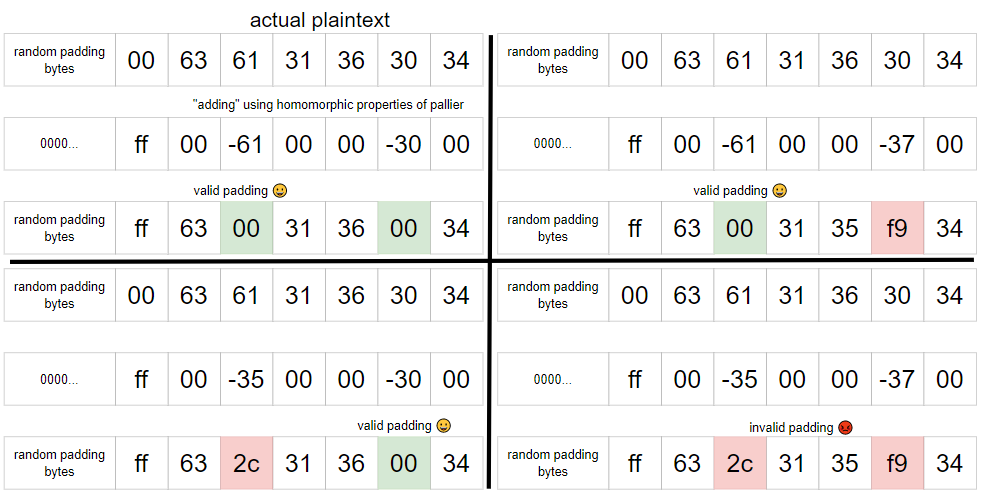 actual plaintext
random padding bytes 00 63 61 31 36 30 34
random padding bytes 00 63 61 31 36 30 34
"adding" using homomorphic properties of pallier
0000... ff 00 -61 00 00 -30 00
0000... ff 00 -61 00 00 -37 00
valid padding 😀
valid padding 😀
random padding bytes ff 63 00 31 36 00 34
random padding bytes ff 63 00 31 35 f9 34
random padding bytes 00 63 61 31 36 30 34
random padding bytes 00 63 61 31 36 30 34
0000... ff 00 -35 00 00 -30 00
0000... ff 00 -35 00 00 -37 00
valid padding 😀
invalid padding 😡
random padding bytes ff 63 2c 31 36 00 34
random padding bytes ff 63 2c 31 35 f9 34